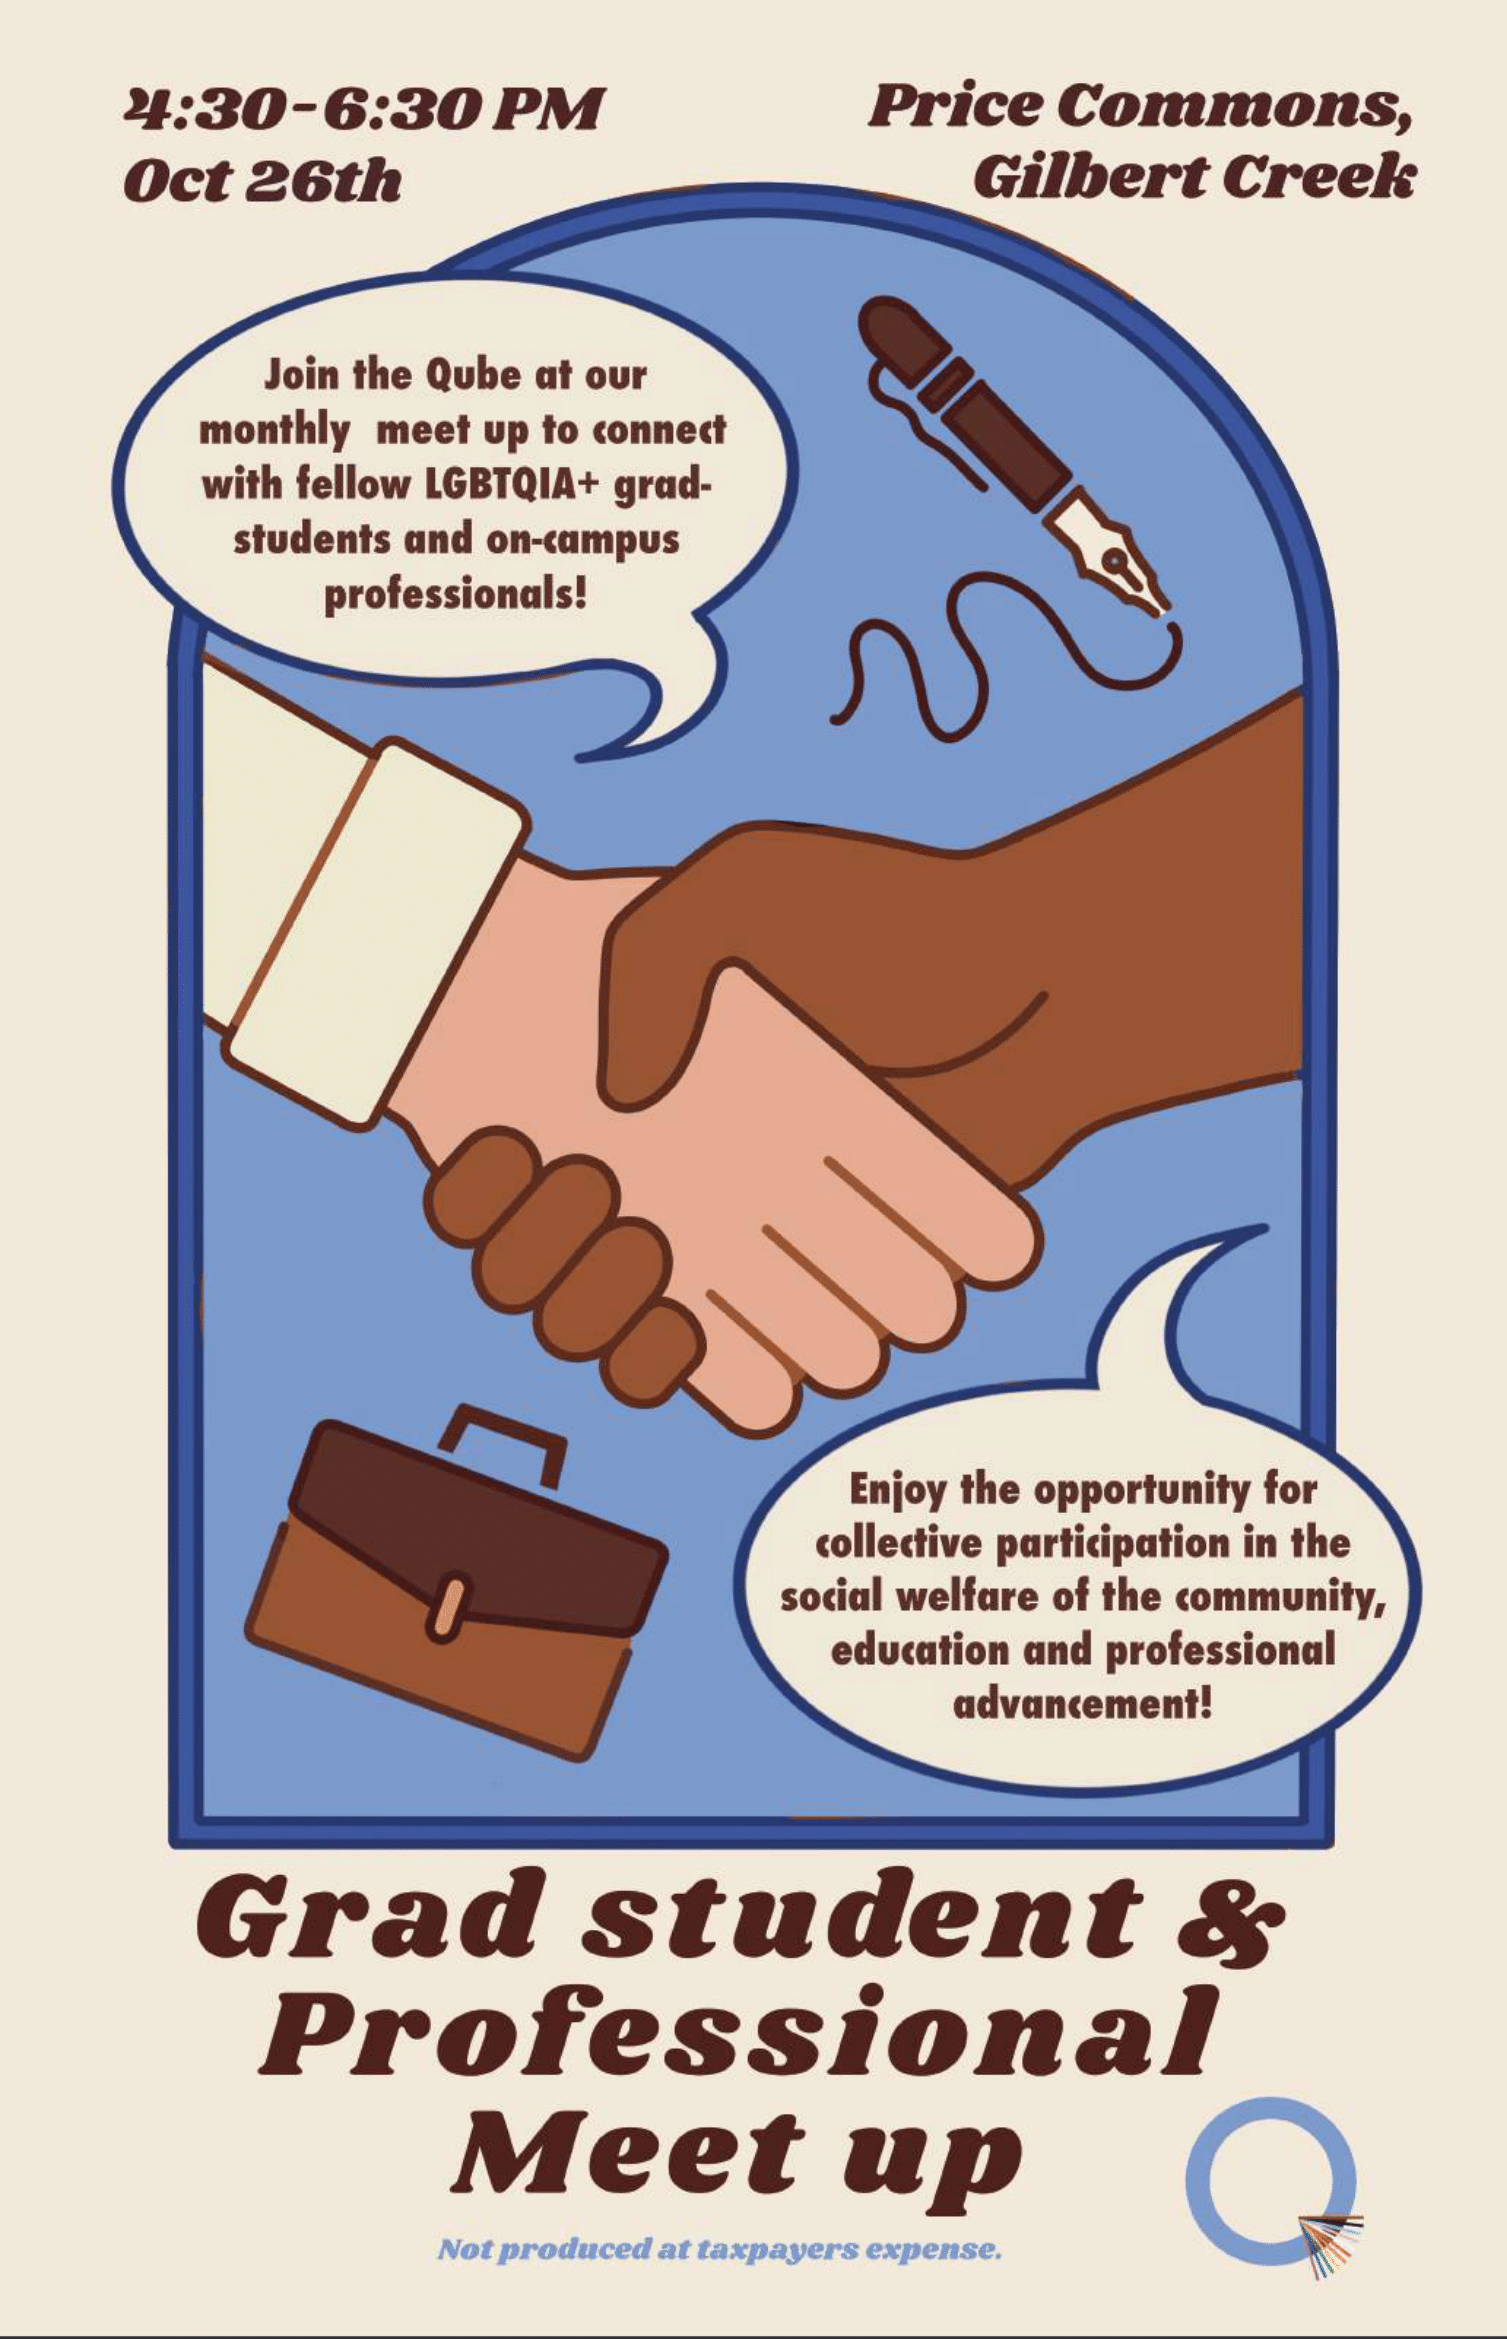 4:30-6:30 PM
Oct 26th
Price Commons,
Gilbert Creek
Join the Qube at our
monthly meet up to connect
with fellow LGBTQIA+ grad-
students and on-campus
professionals!
Enjoy the opportunity for
collective participation in the
social welfare of the community,
education and professional
advancement!
Grad student &
Professional
Meet up
Not produced at taxpayers expense.